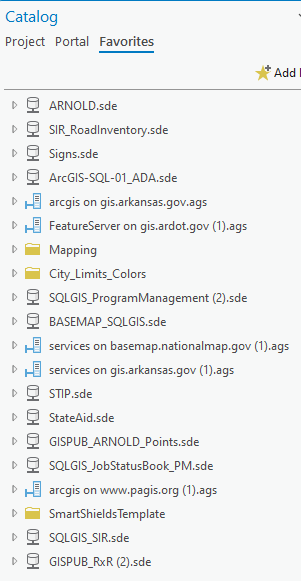 Catalog
Project Portal Favorites
Add
ARNOLD.sde
SIR_RoadInventory.sde
Signs.sde
ArcGIS-SQL-01_ADA.sde
arcgis on gis.arkansas.gov.ags
FeatureServer on gis.ardot.gov (1).ags
Mapping
City_Limits_Colors
SQLGIS_ProgramManagement (2).sde
BASEMAP_SQLGIS.sde
services on basemap.nationalmap.gov (1).ags
services on gis.arkansas.gov (1).ags
STIP.sde
StateAid.sde
GISPUB_ARNOLD_Points.sde
SQLGIS_JobStatusBook_PM.sde
arcgis on www.pagis.org (1).ags
SmartShieldsTemplate
SQLGIS_SIR.sde
GISPUB_RxR (2).sde